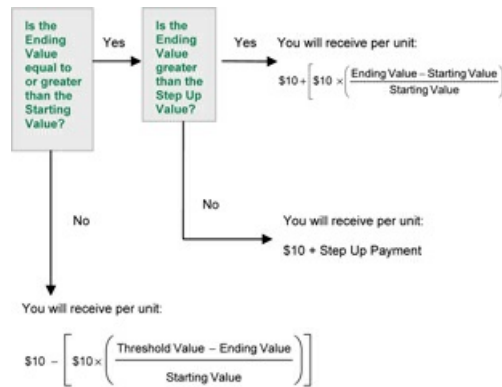 Is the
Ending
Value
equal to
or greater
than the
Starting
Value?
Yes
Is the
Ending
Value
greater
than the
Step Up
Value?
Yes
You will receive per unit:
$10 + [ $10 × ( Ending Value – Starting Value
Starting Value )
No
You will receive per unit:
$10 + Step Up Payment
No
You will receive per unit:
$10 – [ $10 × ( Threshold Value – Ending Value
Starting Value ) ]